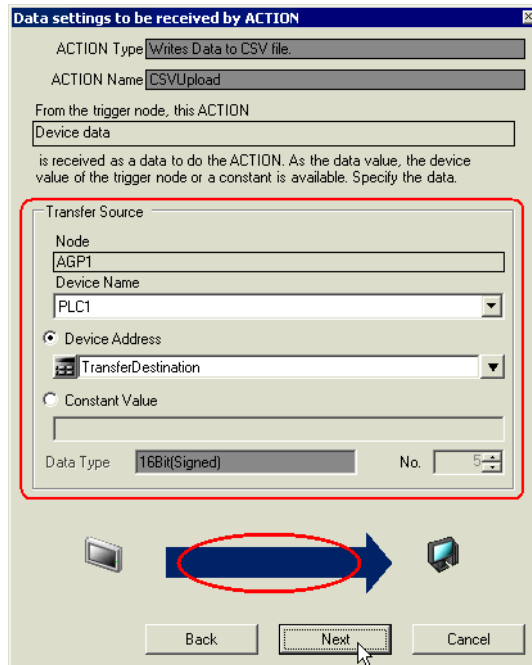 Data settings to be received by ACTION
ACTION Type Writes Data to CSV file.
ACTION Name CSVUpload
From the trigger node, this ACTION
Device data
is received as a data to do the ACTION. As the data value, the device
value of the trigger node or a constant is available. Specify the data.
Transfer Source
Node
AGP1
Device Name
PLC1
Device Address
TransferDestination
Constant Value
Data Type 16Bit(Signed) No. 5
Back Next Cancel